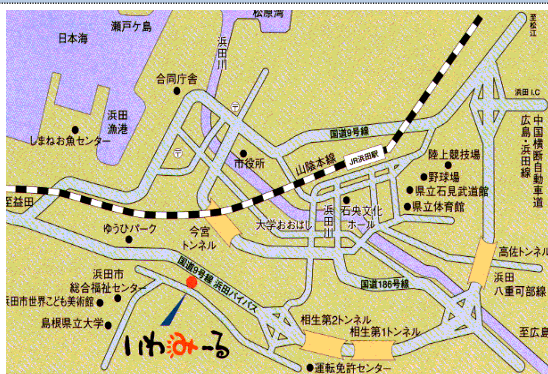 松原湾
瀬戸ケ島
日本海
浜田川
至松江
合同庁舎
浜田I.C
浜田
漁港
しまねお魚センター
国道9号線
中国横断自動車道
広島・浜田線
市役所
山陰本線
JR浜田駅
陸上競技場
野球場
県立石見武道館
県立体育館
至益田
石央文化
ホール
浜田川
大学おおはし
今宮
トンネル
ゆうひパーク
高佐トンネル
国道9号線 浜田バイパス
浜田市
総合福祉センター
浜田
八重可部線
国道186号線
浜田市世界こども美術館
島根県立大学
いわみーる
相生第2トンネル
相生第1トンネル
至広島
運転免許センター